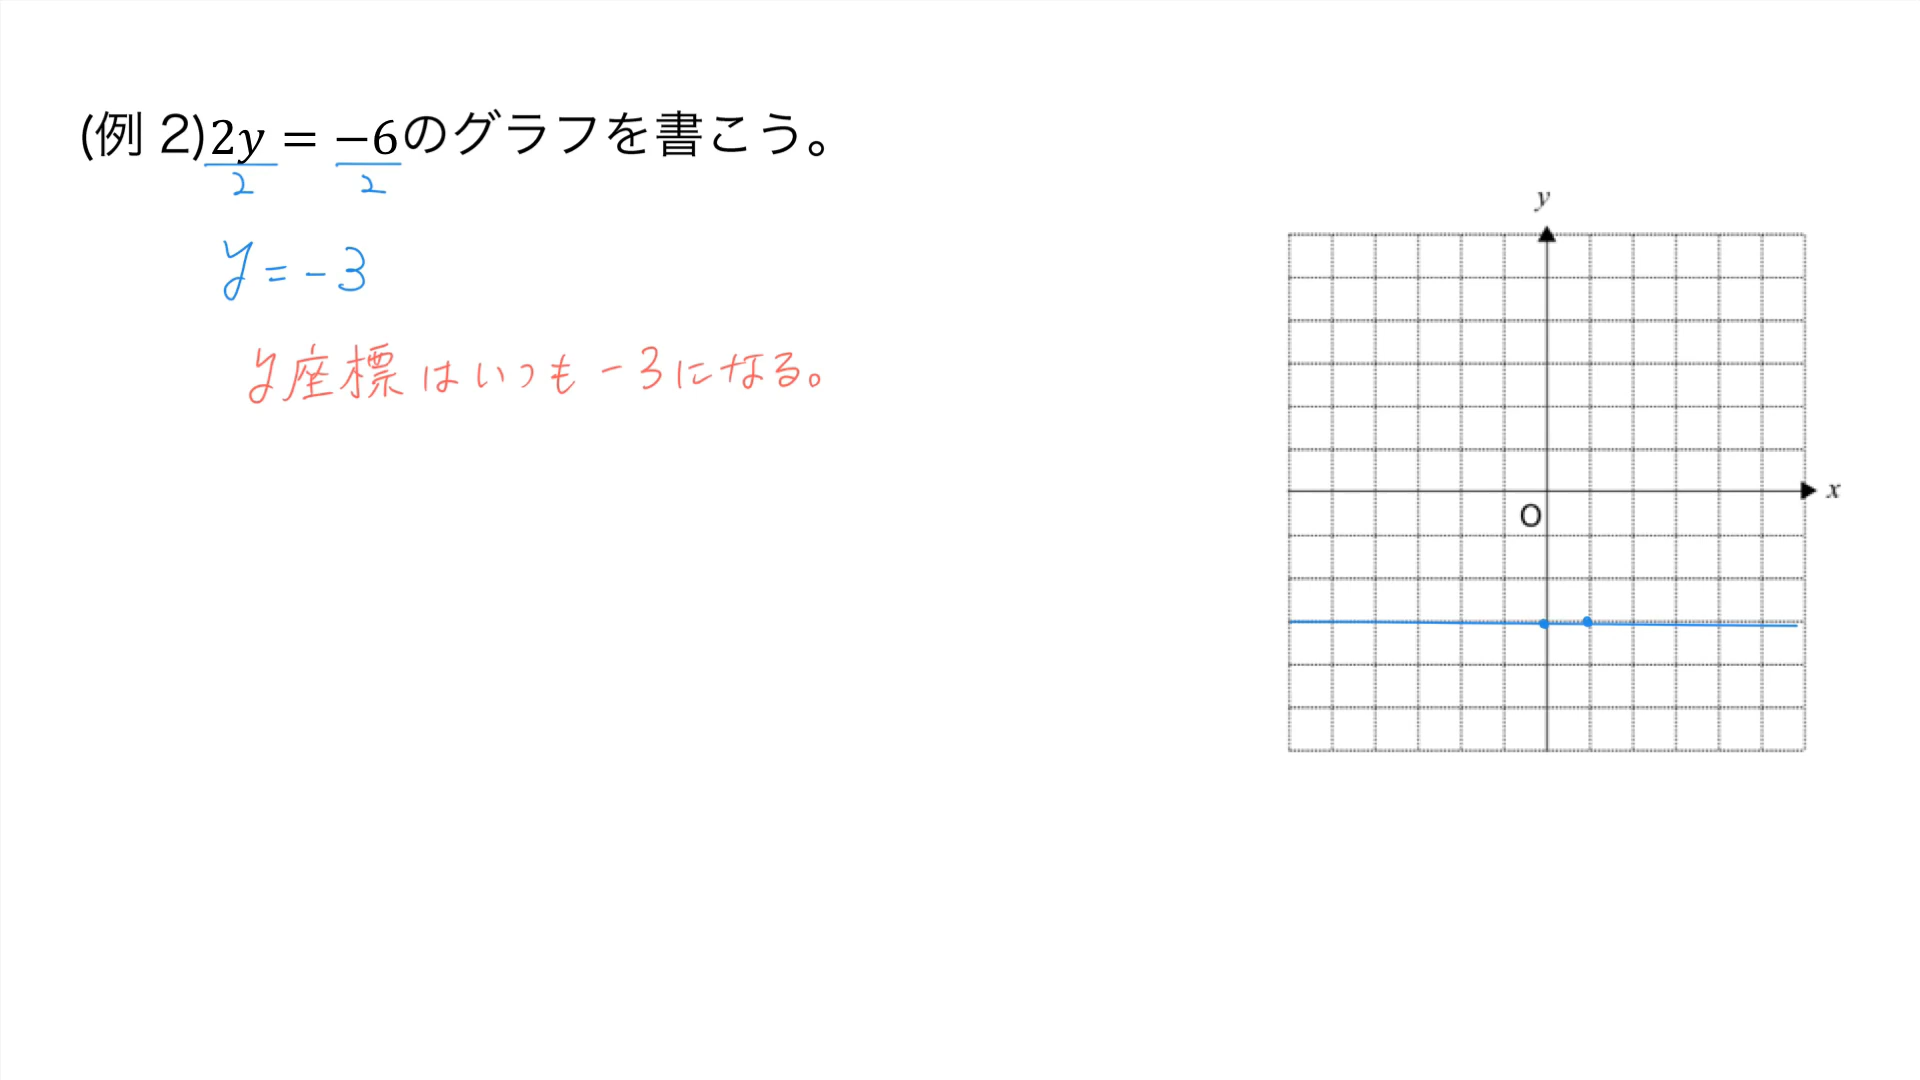 (例 2)2y = −6のグラフを書こう。
2 2
y = -3
y座標はいつも -3になる。
y
x
O